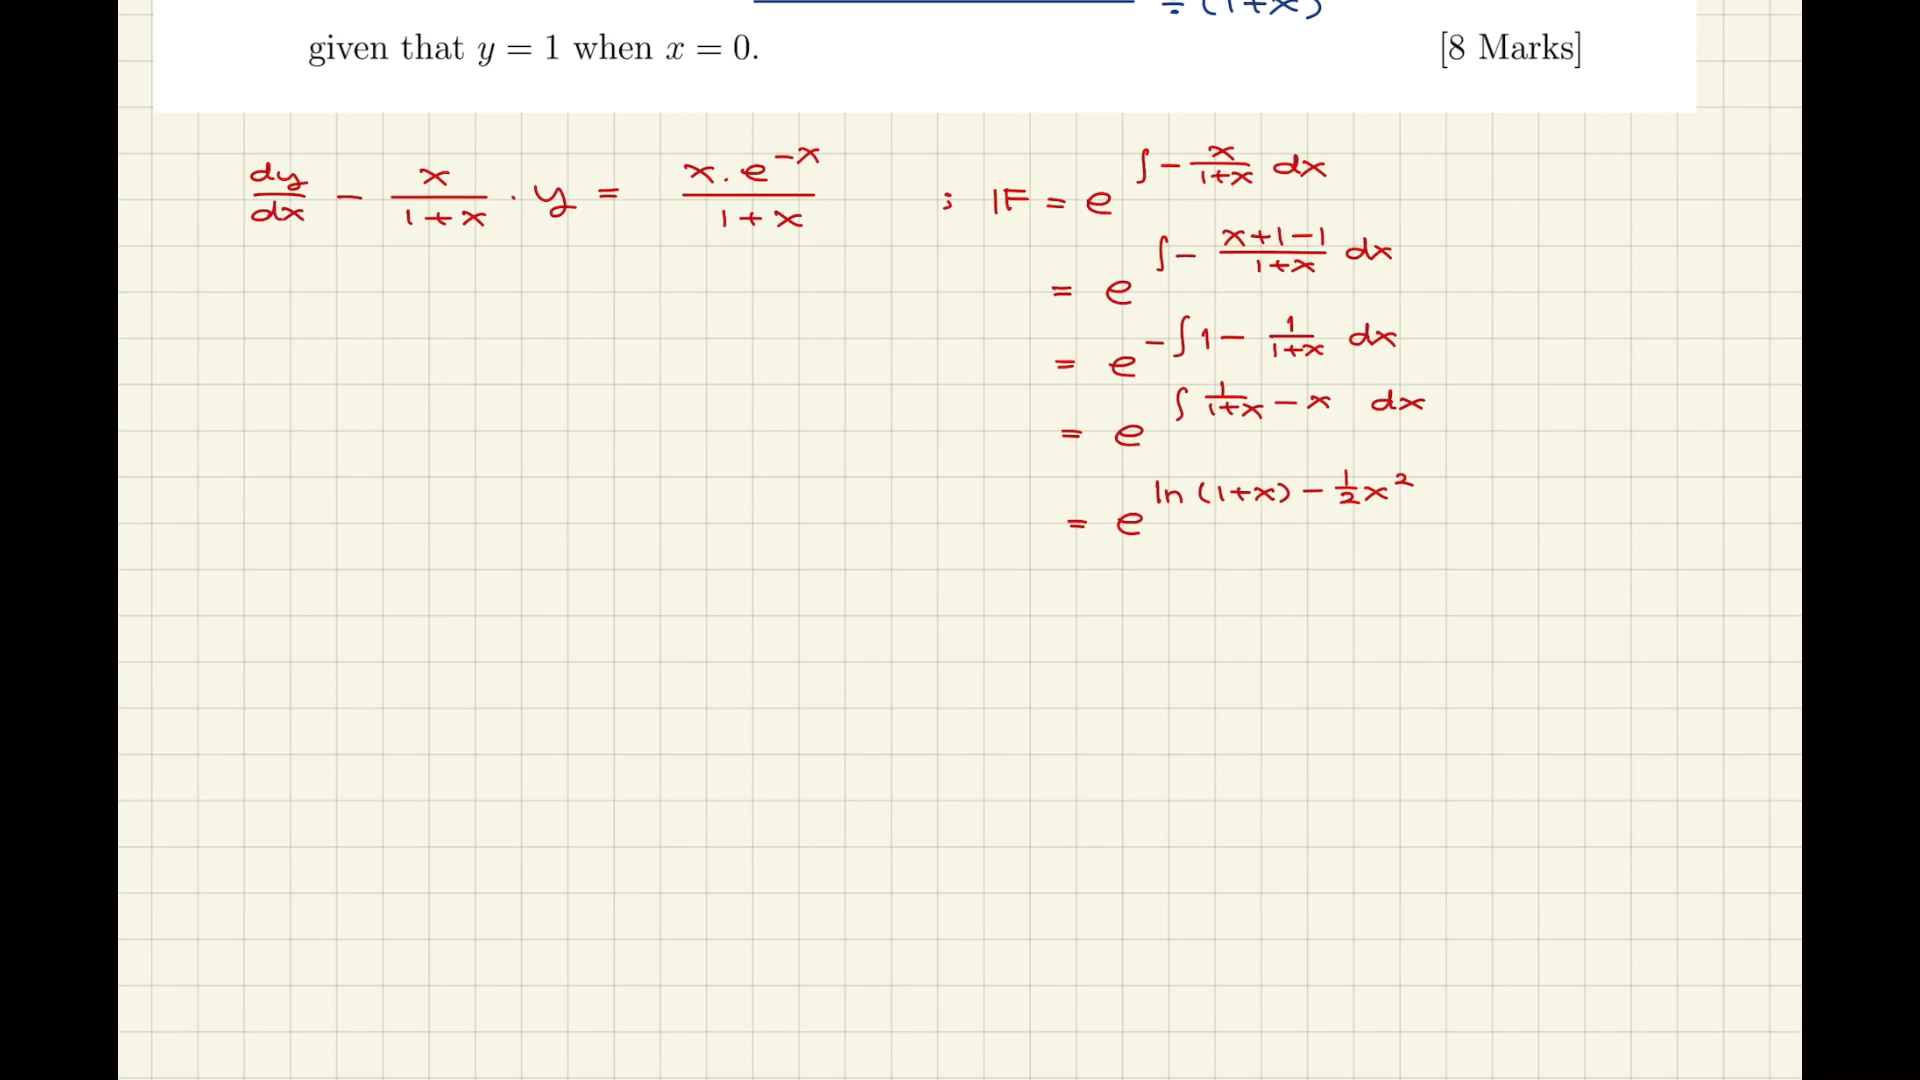 ÷ (1+x)
given that y = 1 when x = 0. [8 Marks]
dy/dx − x/(1+x) · y = x·e^(−x)/(1+x) ; IF = e^(∫ − x/(1+x) dx)
= e^(∫ − (x+1−1)/(1+x) dx)
= e^(−∫ 1 − 1/(1+x) dx)
= e^(∫ 1/(1+x) − x dx)
= e^(ln (1+x) − ½x²)